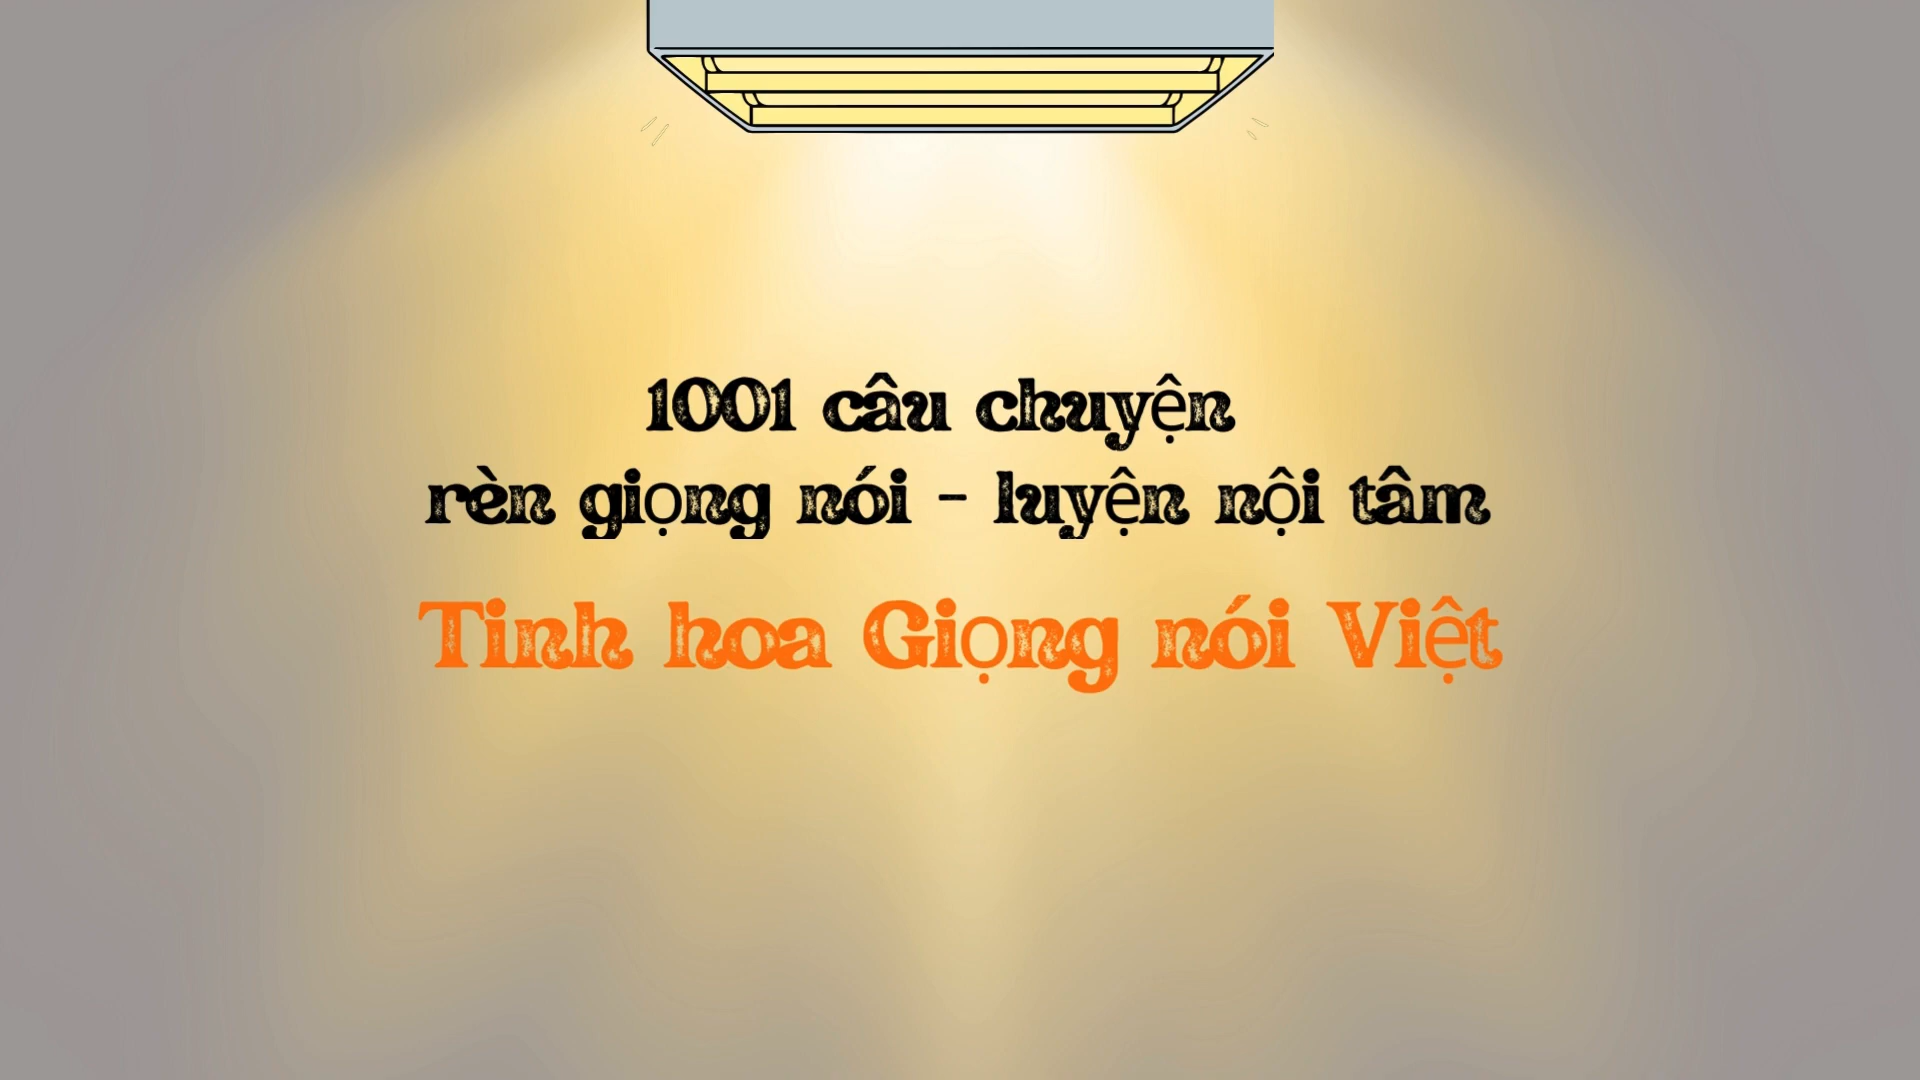 1001 câu chuyện
rèn giọng nói - luyện nội tâm
Tinh hoa Giọng nói Việt